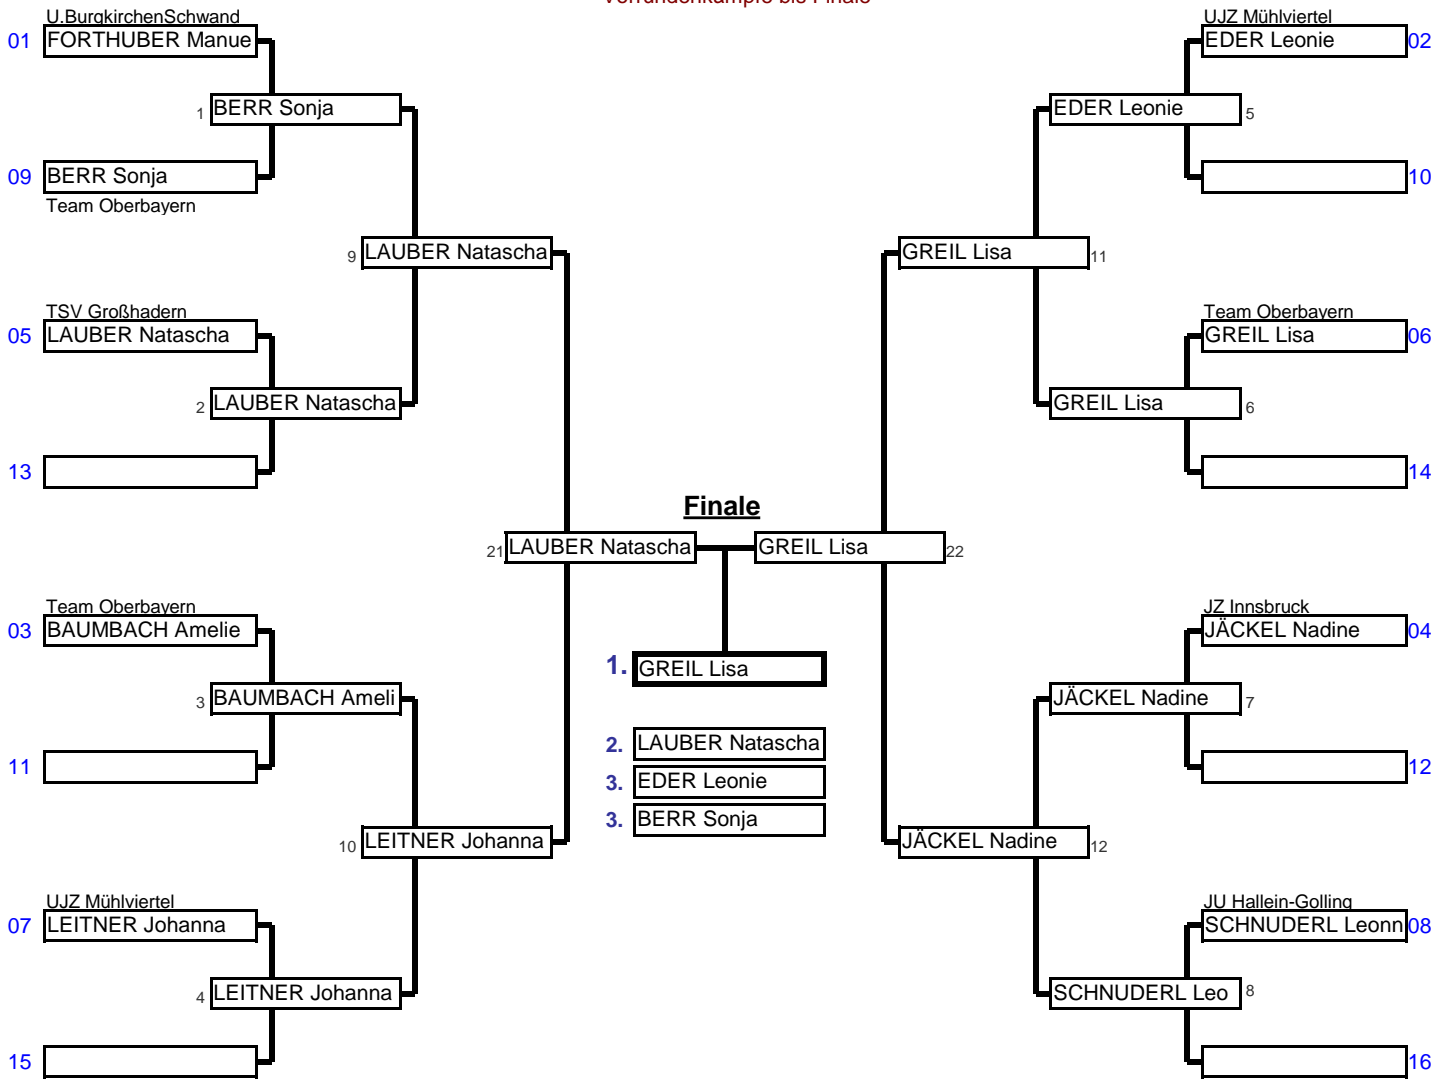 Vorrundenkämpfe bis Finale
U.BurgkirchenSchwand
01 FORTHUBER Manue
1 BERR Sonja
09 BERR Sonja
Team Oberbayern
9 LAUBER Natascha
TSV Großhadern
05 LAUBER Natascha
2 LAUBER Natascha
13
21 LAUBER Natascha
Team Oberbayern
03 BAUMBACH Amelie
3 BAUMBACH Ameli
11
10 LEITNER Johanna
UJZ Mühlviertel
07 LEITNER Johanna
4 LEITNER Johanna
15
Finale
1. GREIL Lisa
2. LAUBER Natascha
3. EDER Leonie
3. BERR Sonja
UJZ Mühlviertel
EDER Leonie 02
EDER Leonie 5
10
GREIL Lisa 11
Team Oberbayern
GREIL Lisa 06
GREIL Lisa 6
14
GREIL Lisa 22
JZ Innsbruck
JÄCKEL Nadine 04
JÄCKEL Nadine 7
12
JÄCKEL Nadine 12
JU Hallein-Golling
SCHNUDERL Leonn 08
SCHNUDERL Leo 8
16